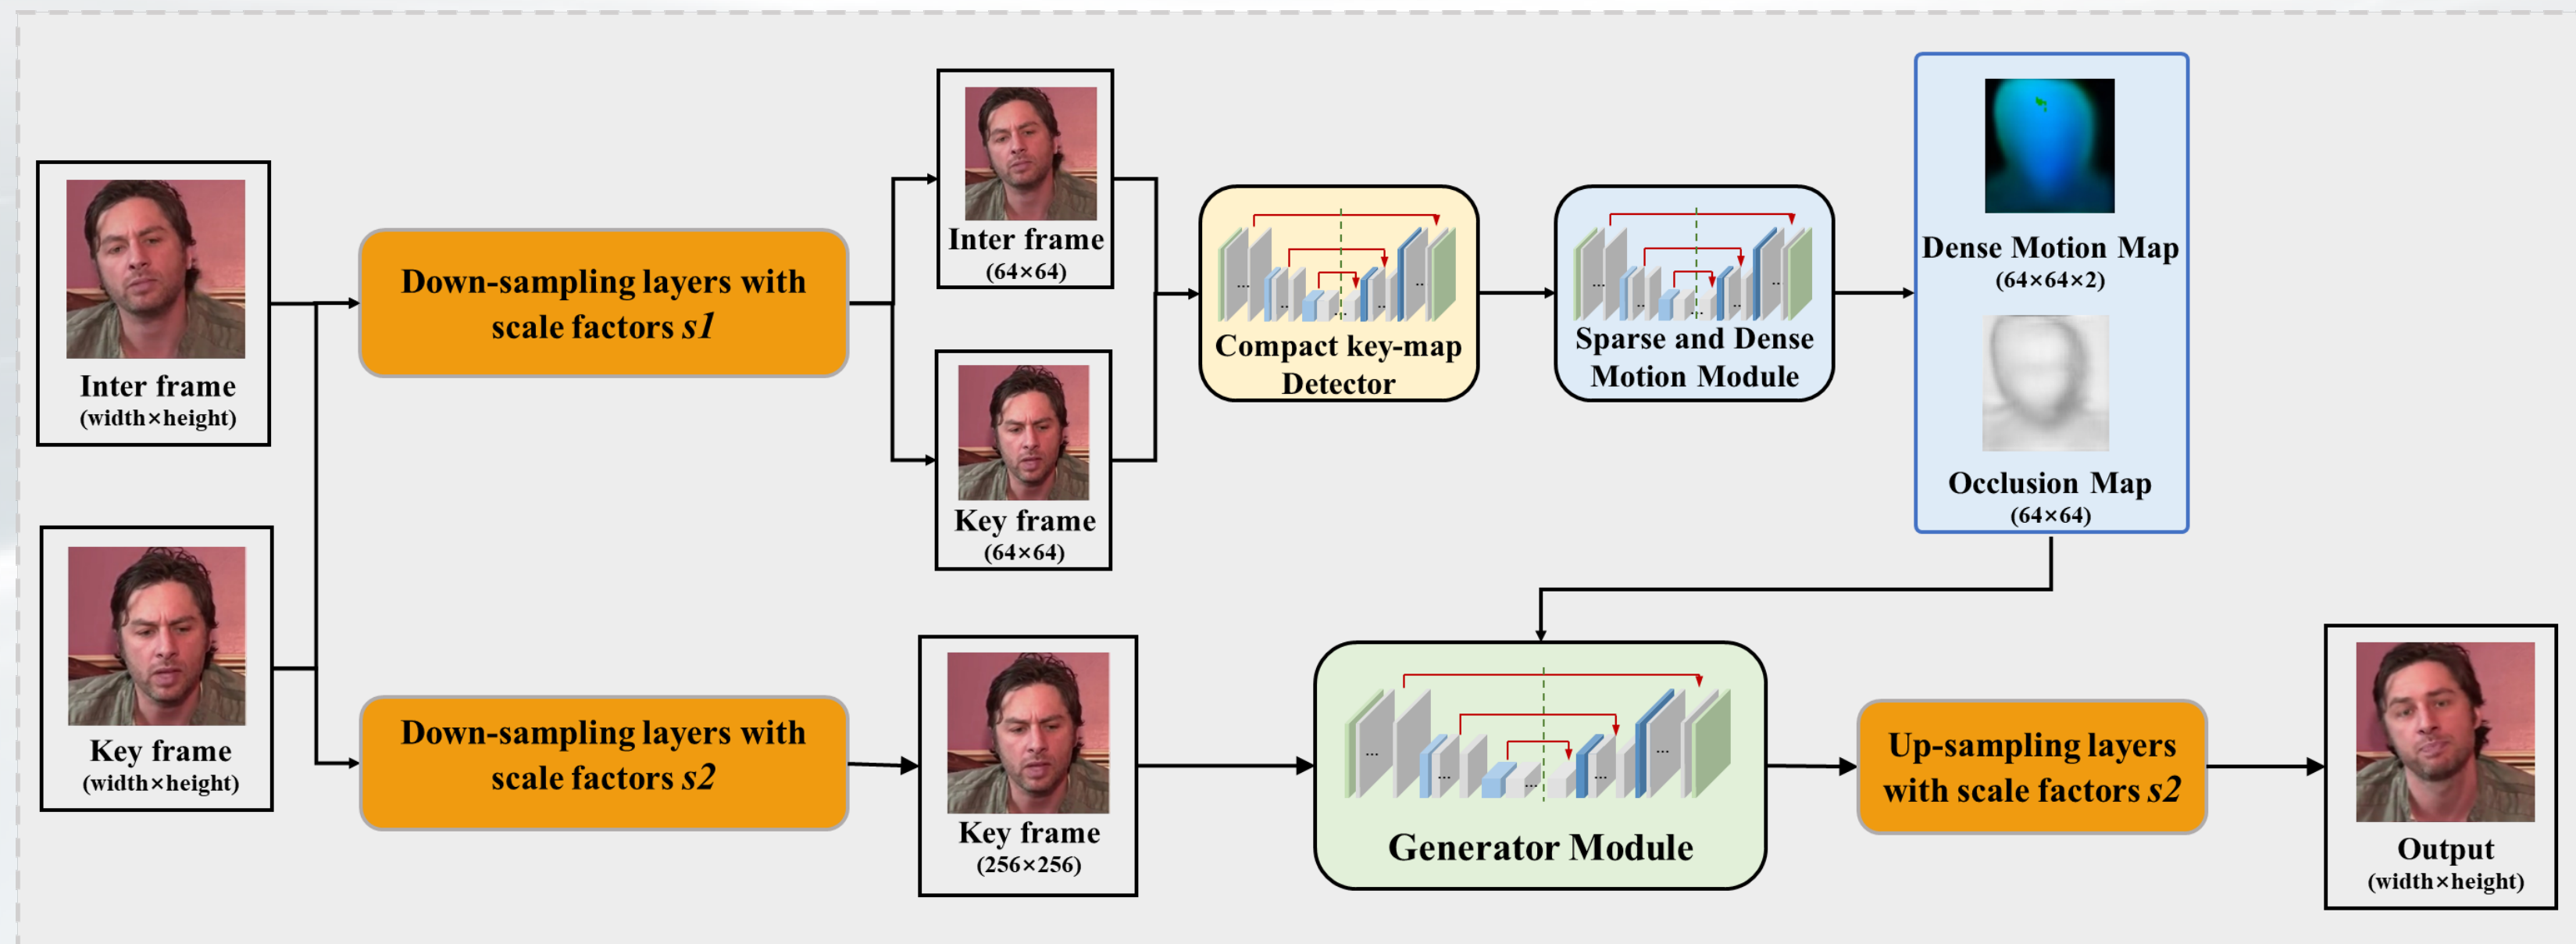 Inter frame
(width×height)
Key frame
(width×height)
Down-sampling layers with
scale factors s1
Down-sampling layers with
scale factors s2
Inter frame
(64×64)
Key frame
(64×64)
Key frame
(256×256)
Compact key-map
Detector
Sparse and Dense
Motion Module
Dense Motion Map
(64×64×2)
Occlusion Map
(64×64)
Generator Module
Up-sampling layers
with scale factors s2
Output
(width×height)